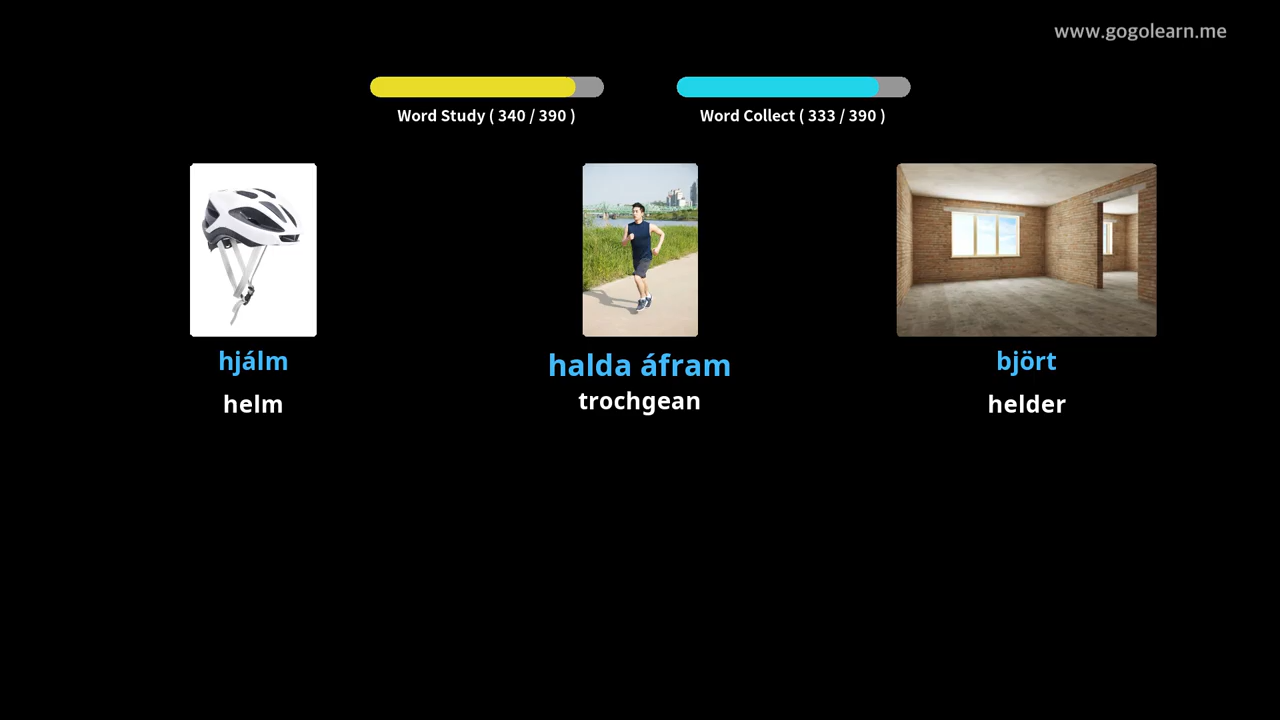 www.gogolearn.me
Word Study ( 340 / 390 )
Word Collect ( 333 / 390 )
hjálm
halda áfram
björt
helm
trochgean
helder